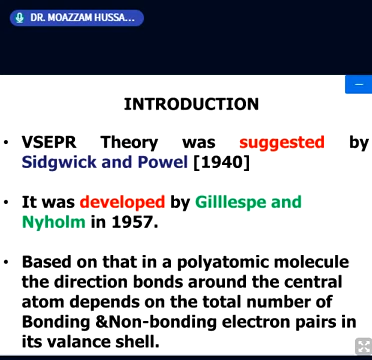 DR. MOAZZAM HUSSA...
INTRODUCTION
• VSEPR Theory was suggested by
Sidgwick and Powel [1940]
• It was developed by Gilllespe and
Nyholm in 1957.
• Based on that in a polyatomic molecule
the direction bonds around the central
atom depends on the total number of
Bonding &Non-bonding electron pairs in
its valance shell.